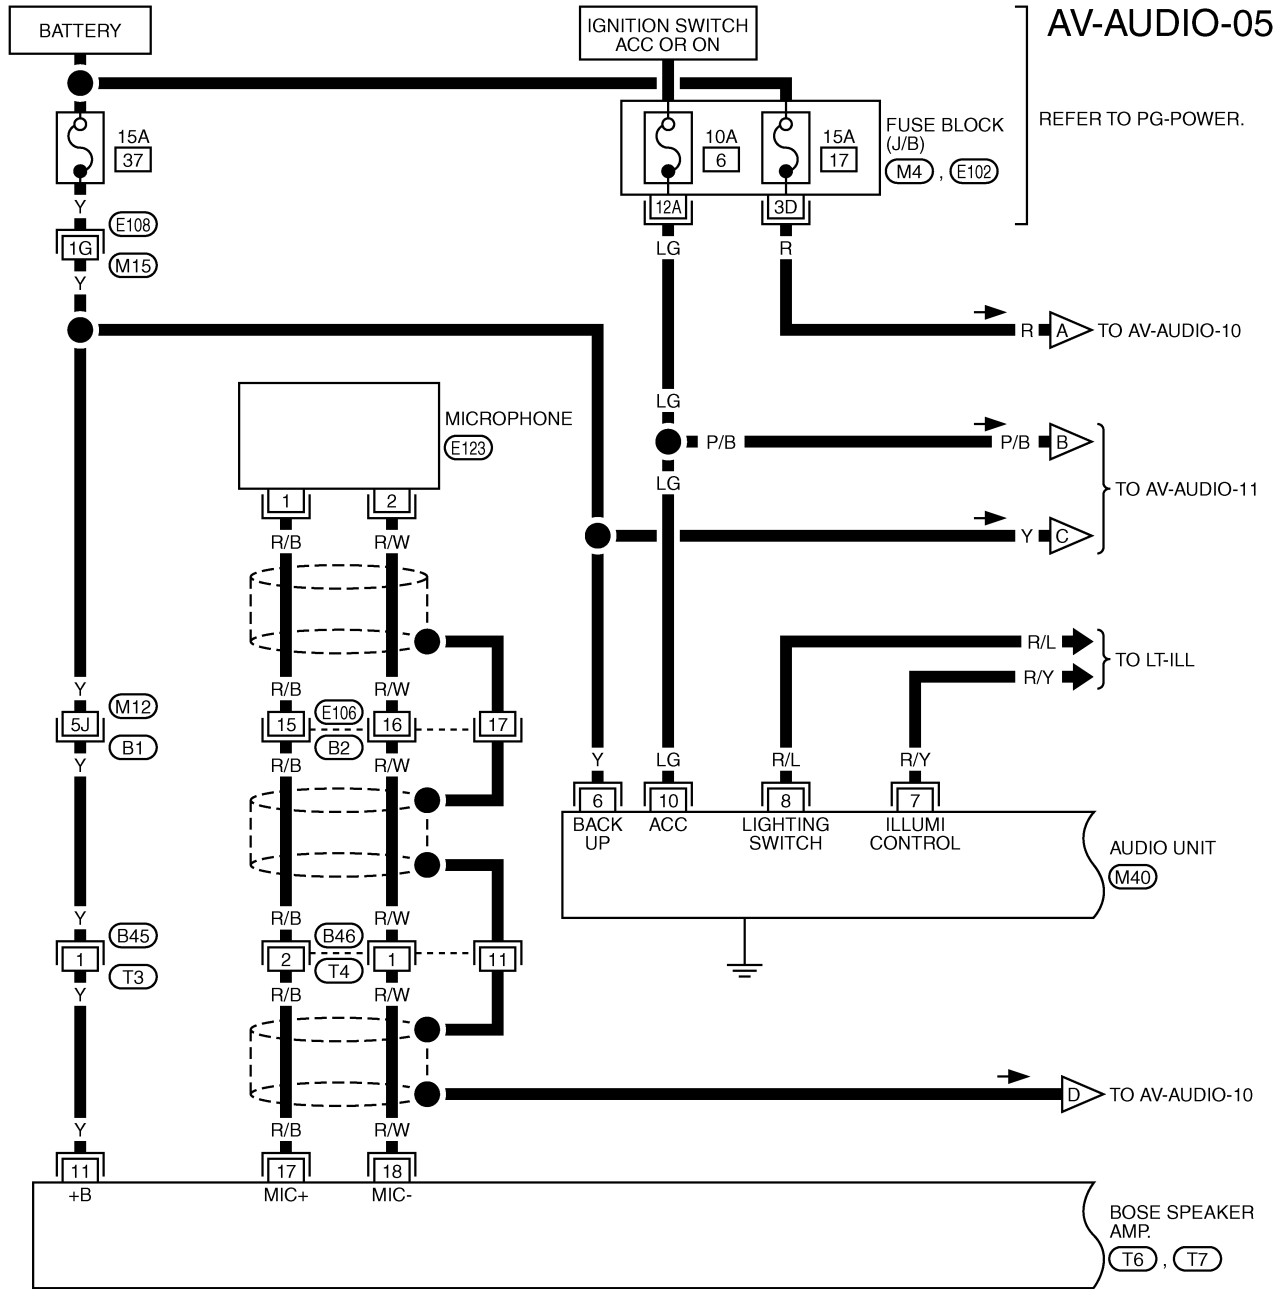 BATTERY
IGNITION SWITCH
ACC OR ON
AV-AUDIO-05
REFER TO PG-POWER.
15A
37
10A
6
15A
17
FUSE BLOCK
(J/B)
M4 , E102
12A
3D
Y
E108
1G
M15
Y
LG
R
R A TO AV-AUDIO-10
MICROPHONE
E123
LG
P/B P/B B
LG
TO AV-AUDIO-11
Y C
1
2
R/B
R/W
R/L
R/Y
TO LT-ILL
Y
R/B
R/W
M12
5J
B1
15
E106
B2
16
17
Y
R/B
R/W
Y
LG
R/L
R/Y
6
10
8
7
BACK
UP
ACC
LIGHTING
SWITCH
ILLUMI
CONTROL
AUDIO UNIT
M40
Y
R/B
R/W
B45
1
T3
2
B46
T4
1
11
Y
R/B
R/W
D TO AV-AUDIO-10
Y
R/B
R/W
11
17
18
+B
MIC+
MIC-
BOSE SPEAKER
AMP.
T6 , T7